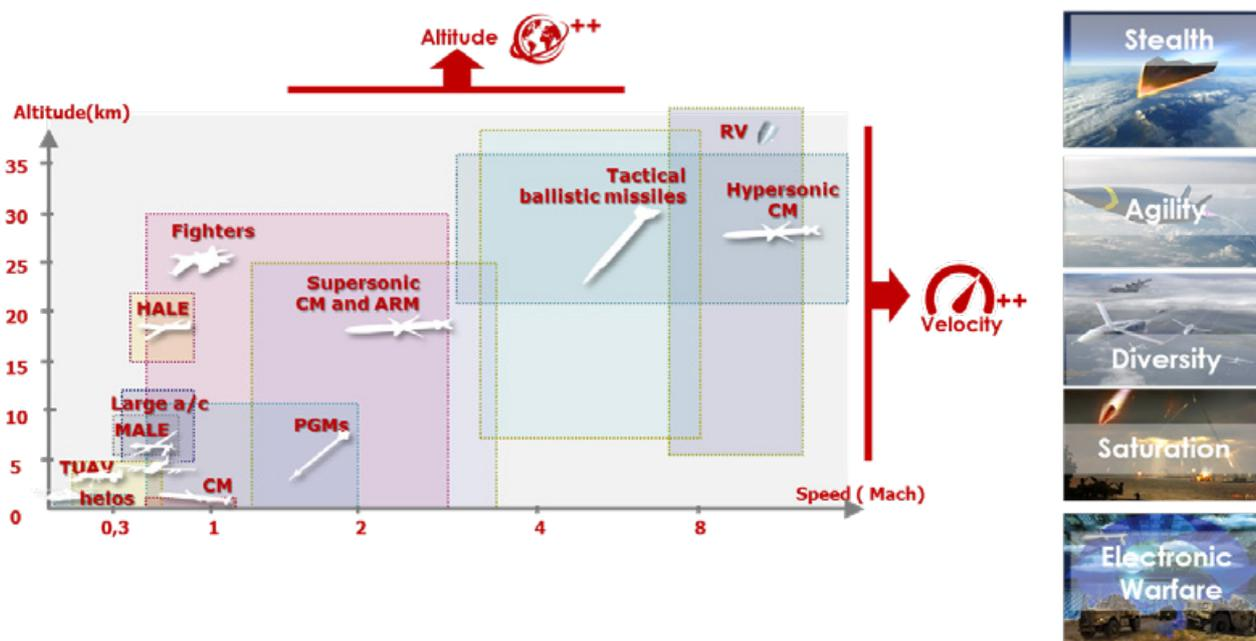 Altitude ++
Altitude(km)
35
30
25
20
15
10
5
0
RV
Tactical
ballistic missiles
Hypersonic
CM
Fighters
Supersonic
CM and ARM
HALE
Large a/c
MALE
PGMs
TUAV
helos
CM
Speed ( Mach)
0,3
1
2
4
8
++
Velocity
Stealth
Agility
Diversity
Saturation
Electronic
Warfare